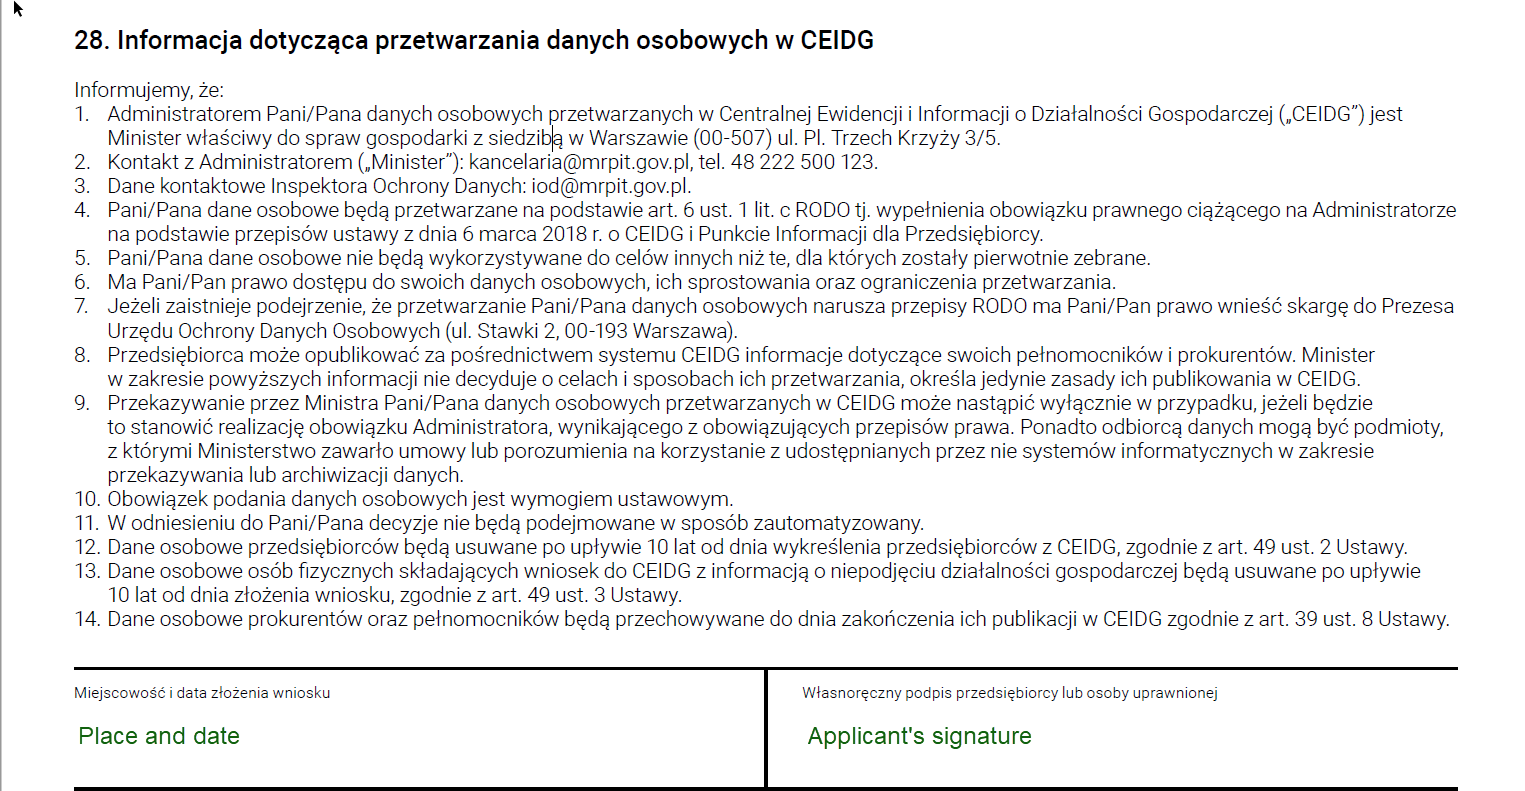 28. Informacja dotycząca przetwarzania danych osobowych w CEIDG
Informujemy, że:
1. Administratorem Pani/Pana danych osobowych przetwarzanych w Centralnej Ewidencji i Informacji o Działalności Gospodarczej („CEIDG”) jest
Minister właściwy do spraw gospodarki z siedzibą w Warszawie (00-507) ul. Pl. Trzech Krzyży 3/5.
2. Kontakt z Administratorem („Minister”): kancelaria@mrpit.gov.pl, tel. 48 222 500 123.
3. Dane kontaktowe Inspektora Ochrony Danych: iod@mrpit.gov.pl.
4. Pani/Pana dane osobowe będą przetwarzane na podstawie art. 6 ust. 1 lit. c RODO tj. wypełnienia obowiązku prawnego ciążącego na Administratorze
na podstawie przepisów ustawy z dnia 6 marca 2018 r. o CEIDG i Punkcie Informacji dla Przedsiębiorcy.
5. Pani/Pana dane osobowe nie będą wykorzystywane do celów innych niż te, dla których zostały pierwotnie zebrane.
6. Ma Pani/Pan prawo dostępu do swoich danych osobowych, ich sprostowania oraz ograniczenia przetwarzania.
7. Jeżeli zaistnieje podejrzenie, że przetwarzanie Pani/Pana danych osobowych narusza przepisy RODO ma Pani/Pan prawo wnieść skargę do Prezesa
Urzędu Ochrony Danych Osobowych (ul. Stawki 2, 00-193 Warszawa).
8. Przedsiębiorca może opublikować za pośrednictwem systemu CEIDG informacje dotyczące swoich pełnomocników i prokurentów. Minister
w zakresie powyższych informacji nie decyduje o celach i sposobach ich przetwarzania, określa jedynie zasady ich publikowania w CEIDG.
9. Przekazywanie przez Ministra Pani/Pana danych osobowych przetwarzanych w CEIDG może nastąpić wyłącznie w przypadku, jeżeli będzie
to stanowić realizację obowiązku Administratora, wynikającego z obowiązujących przepisów prawa. Ponadto odbiorcą danych mogą być podmioty,
z którymi Ministerstwo zawarło umowy lub porozumienia na korzystanie z udostępnianych przez nie systemów informatycznych w zakresie
przekazywania lub archiwizacji danych.
10. Obowiązek podania danych osobowych jest wymogiem ustawowym.
11. W odniesieniu do Pani/Pana decyzje nie będą podejmowane w sposób zautomatyzowany.
12. Dane osobowe przedsiębiorców będą usuwane po upływie 10 lat od dnia wykreślenia przedsiębiorców z CEIDG, zgodnie z art. 49 ust. 2 Ustawy.
13. Dane osobowe osób fizycznych składających wniosek do CEIDG z informacją o niepodjęciu działalności gospodarczej będą usuwane po upływie
10 lat od dnia złożenia wniosku, zgodnie z art. 49 ust. 3 Ustawy.
14. Dane osobowe prokurentów oraz pełnomocników będą przechowywane do dnia zakończenia ich publikacji w CEIDG zgodnie z art. 39 ust. 8 Ustawy.
Miejscowość i data złożenia wniosku
Place and date
Własnoręczny podpis przedsiębiorcy lub osoby uprawnionej
Applicant's signature